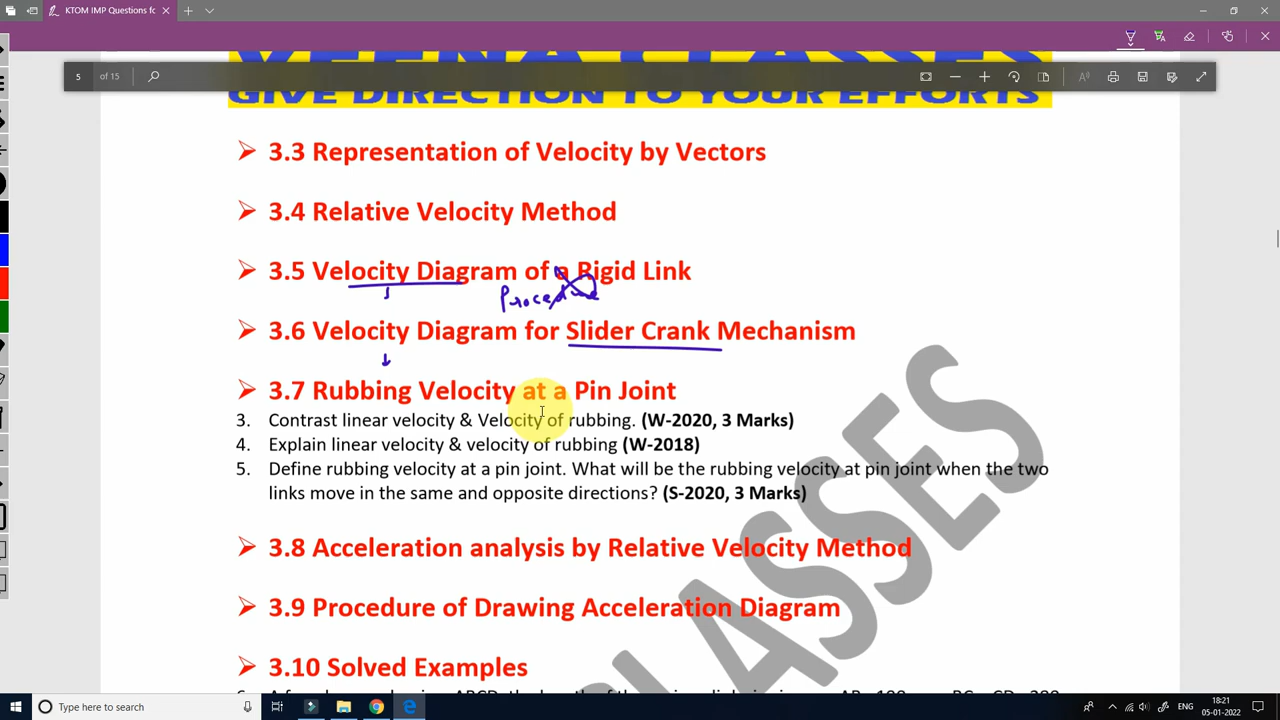 KTOM IMP Questions fo
5 of 15
VEENA CLASSES
GIVE DIRECTION TO YOUR EFFORTS
➢ 3.3 Representation of Velocity by Vectors
➢ 3.4 Relative Velocity Method
➢ 3.5 Velocity Diagram of a Rigid Link
Procedure
➢ 3.6 Velocity Diagram for Slider Crank Mechanism
➢ 3.7 Rubbing Velocity at a Pin Joint
3. Contrast linear velocity & Velocity of rubbing. (W-2020, 3 Marks)
4. Explain linear velocity & velocity of rubbing (W-2018)
5. Define rubbing velocity at a pin joint. What will be the rubbing velocity at pin joint when the two
links move in the same and opposite directions? (S-2020, 3 Marks)
➢ 3.8 Acceleration analysis by Relative Velocity Method
➢ 3.9 Procedure of Drawing Acceleration Diagram
➢ 3.10 Solved Examples
CLASSES
Type here to search
ENG
18:21
05-01-2022